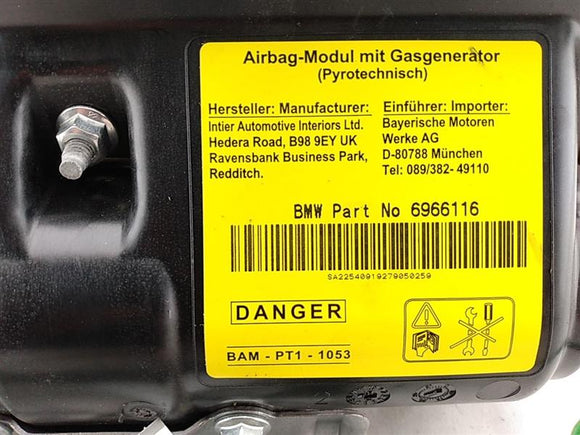 Airbag-Modul mit Gasgenerator
(Pyrotechnisch)
Hersteller: Manufacturer:
Intier Automotive Interiors Ltd.
Hedera Road, B98 9EY UK
Ravensbank Business Park,
Redditch.
Einführer: Importer:
Bayerische Motoren
Werke AG
D-80788 München
Tel: 089/382- 49110
BMW Part No 6966116
SA22540919279050259
DANGER
BAM - PT1 - 1053
2